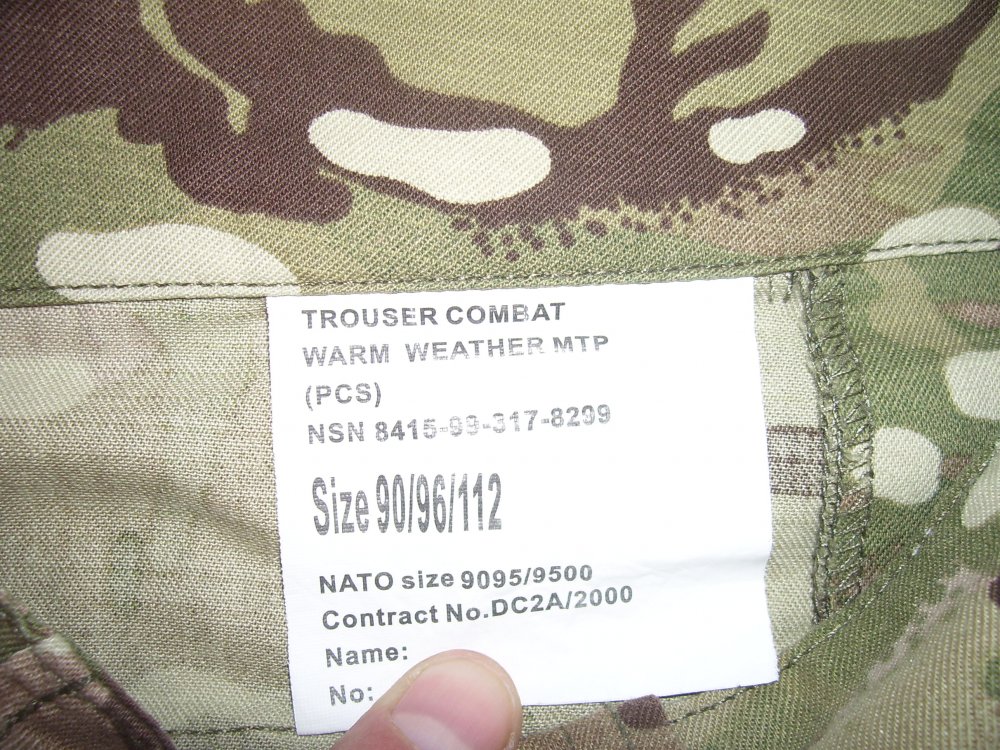 TROUSER COMBAT
WARM WEATHER MTP
(PCS)
NSN 8415-99-317-8299
Size 90/96/112
NATO size 9095/9500
Contract No.DC2A/2000
Name:
No: